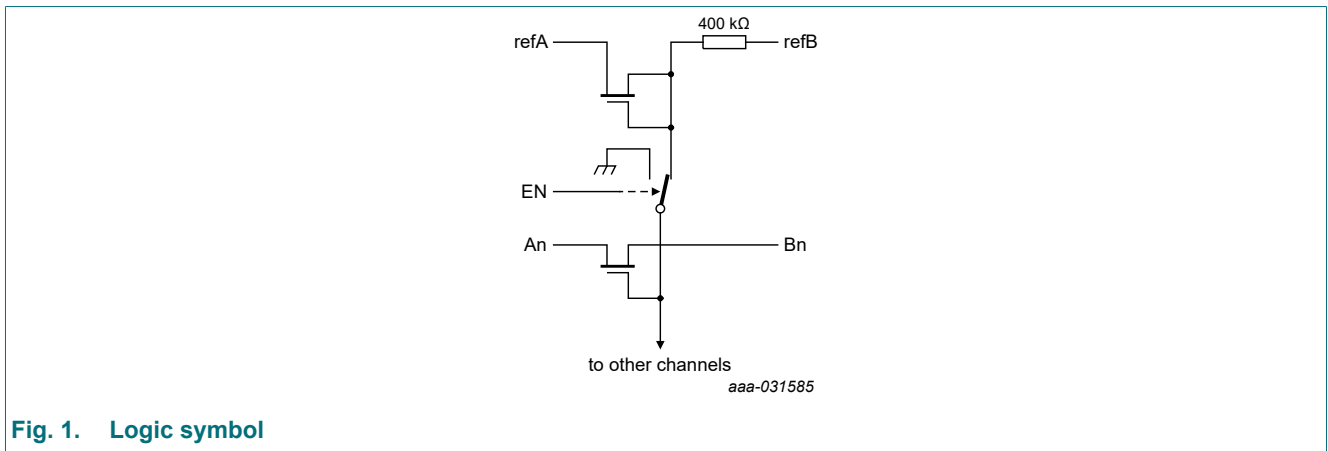 400 kΩ
refA
refB
EN
An
Bn
to other channels
aaa-031585
Fig. 1. Logic symbol